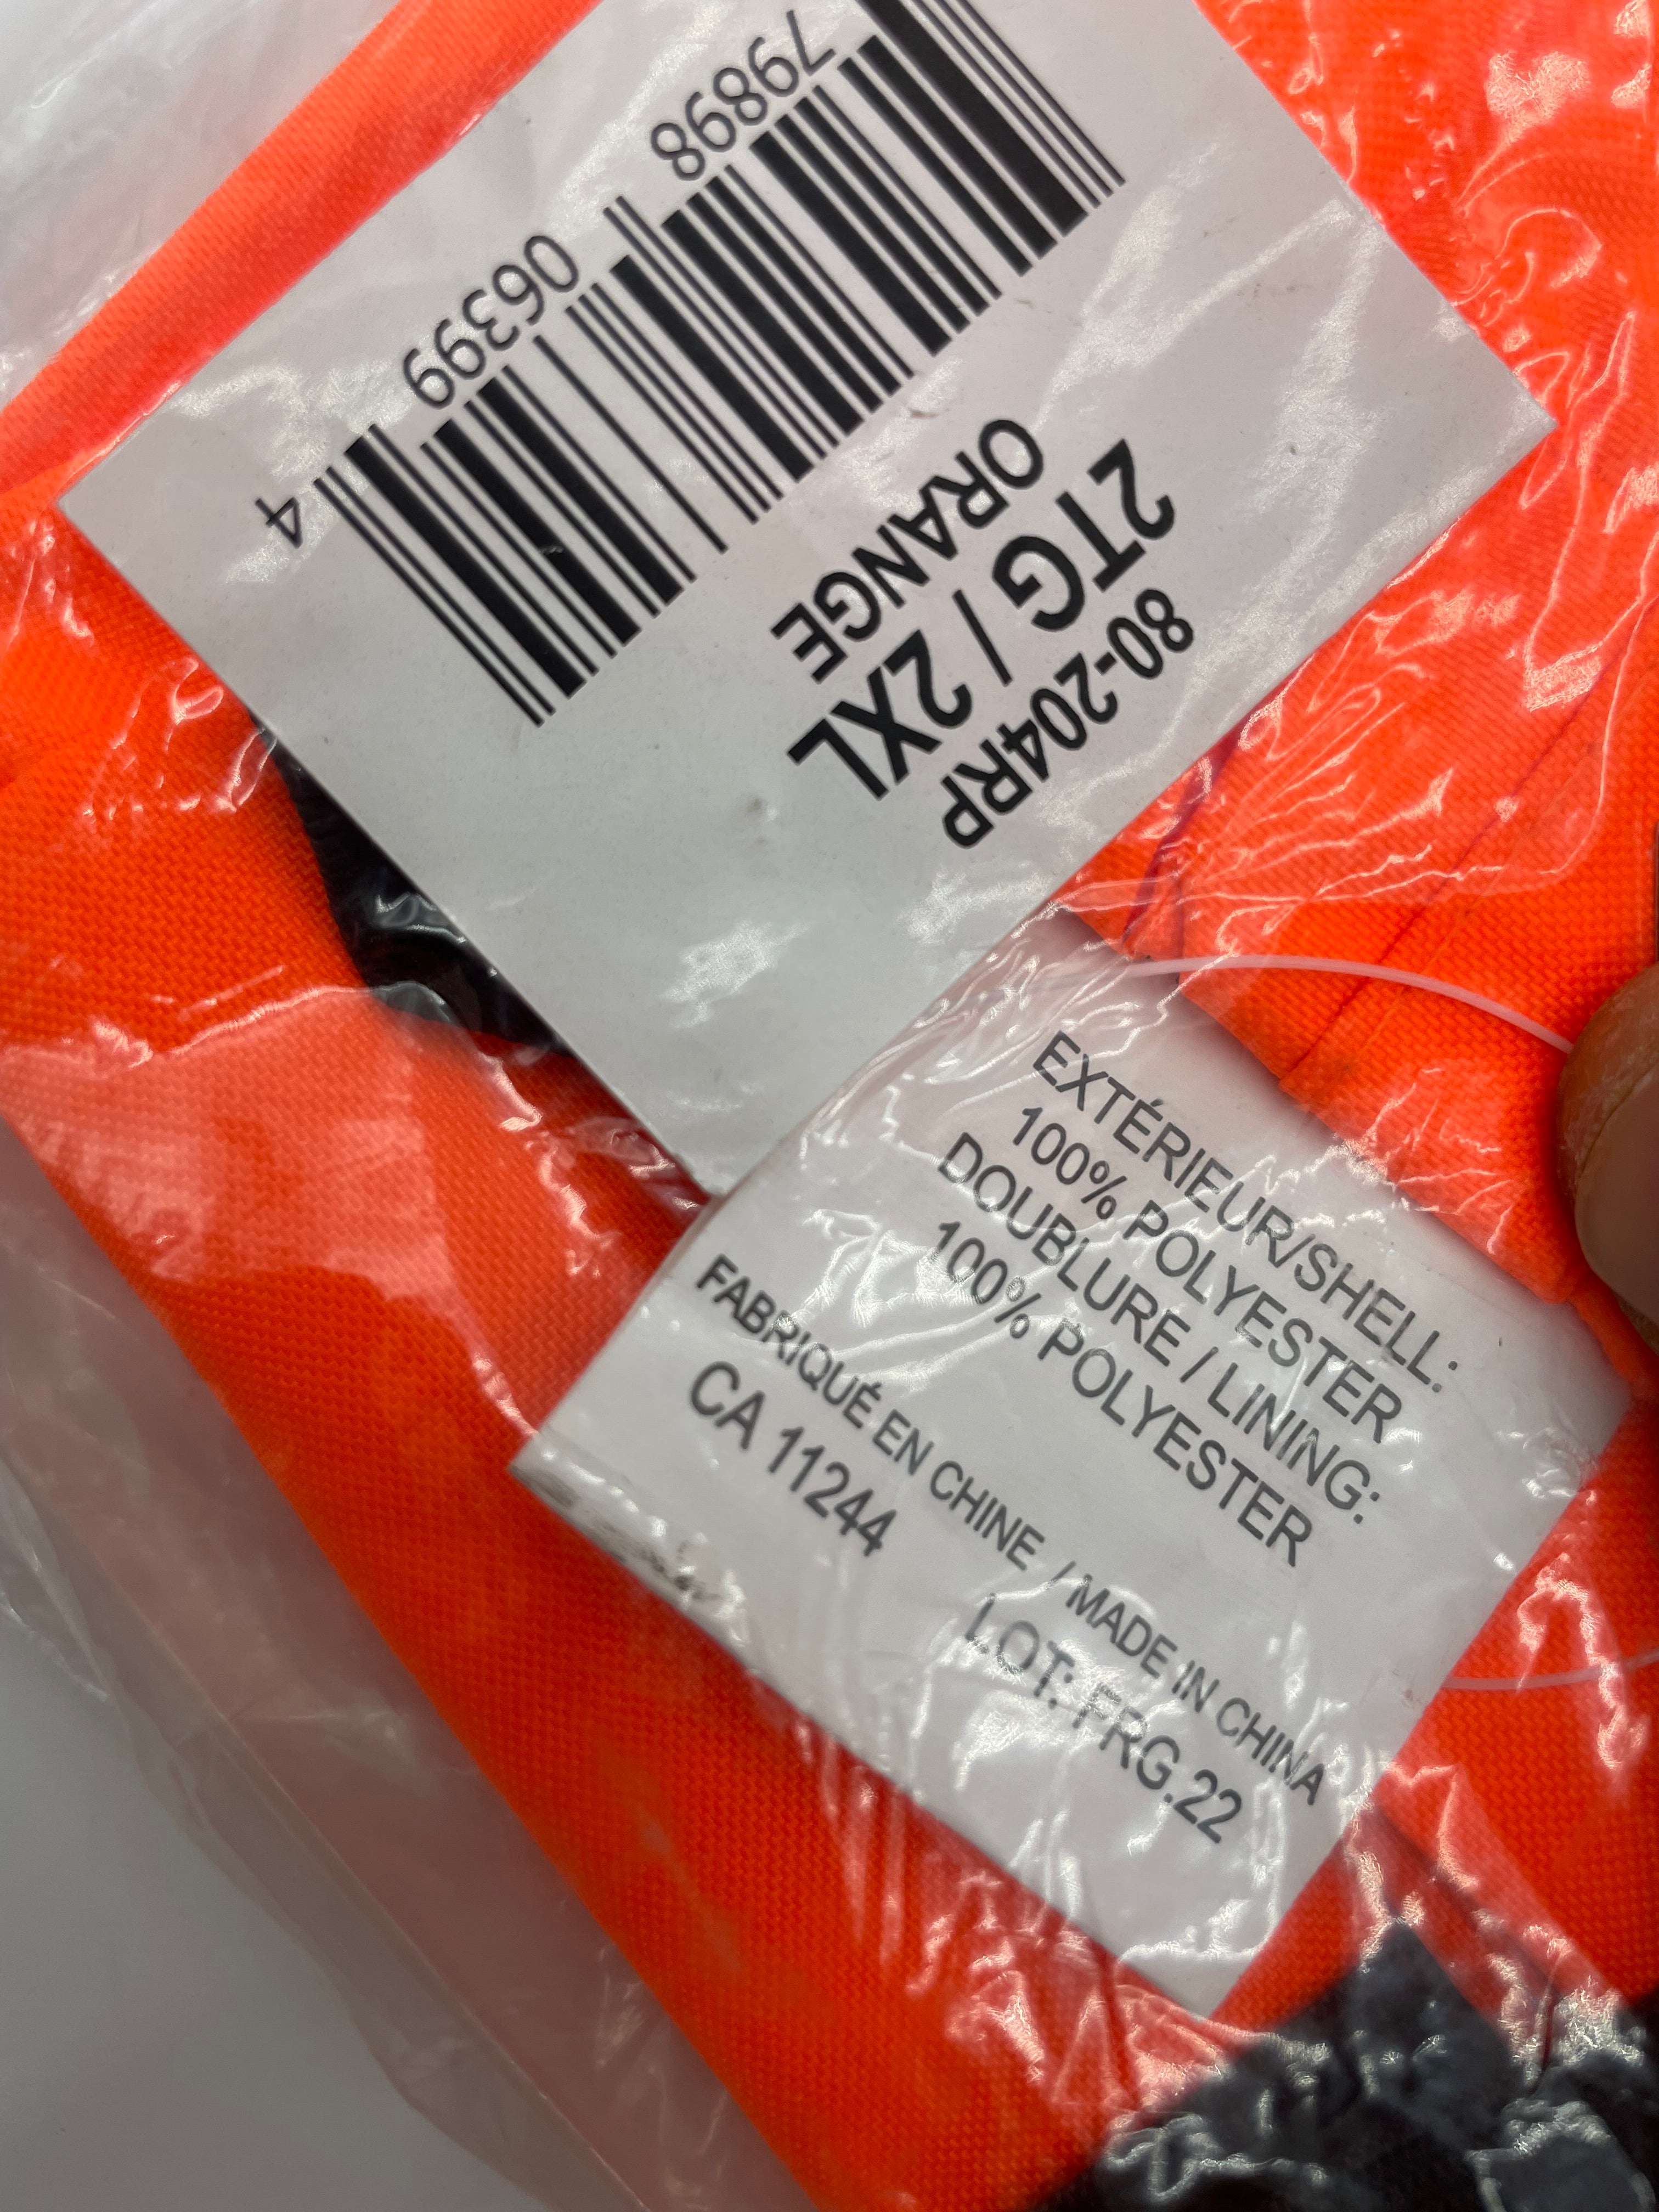 80-204RP
2TG / 2XL
ORANGE
79898 06399 4
EXTÉRIEUR/SHELL:
100% POLYESTER
DOUBLURE / LINING:
100% POLYESTER
FABRIQUÉ EN CHINE / MADE IN CHINA
CA 11244 LOT: FRG.22